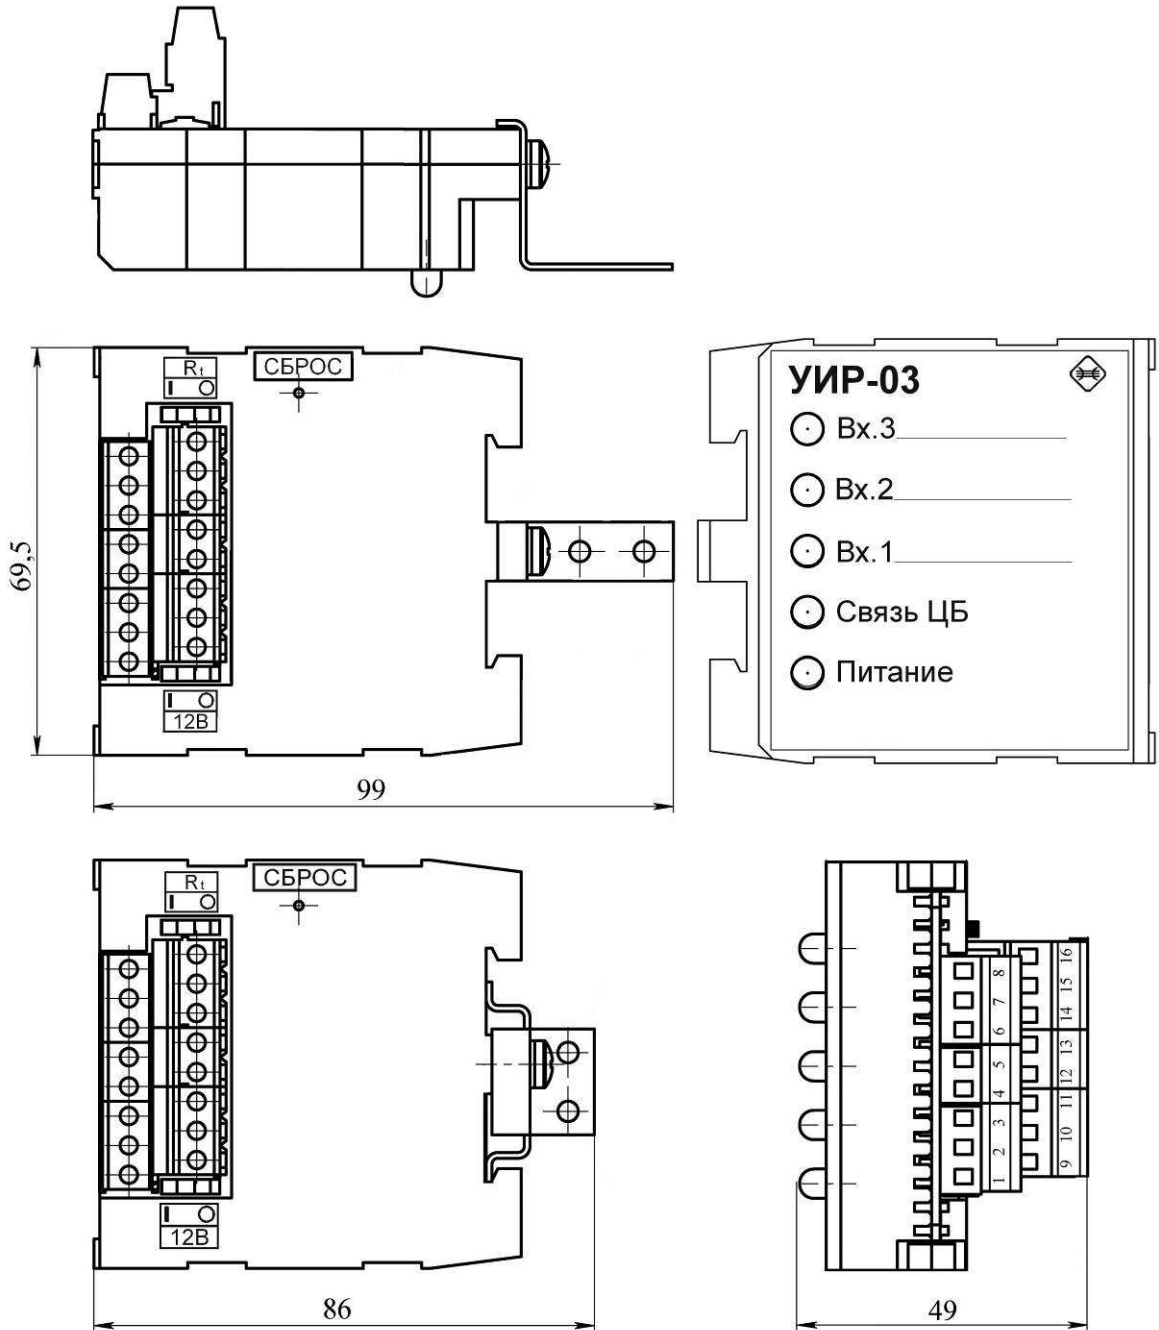 Rt
I O
СБРОС
I O
12В
69,5
99
УИР-03
Вх.3
Вх.2
Вх.1
Связь ЦБ
Питание
Rt
I O
СБРОС
I O
12В
86
8
7
6
5
4
3
2
1
16
15
14
13
12
11
10
9
49